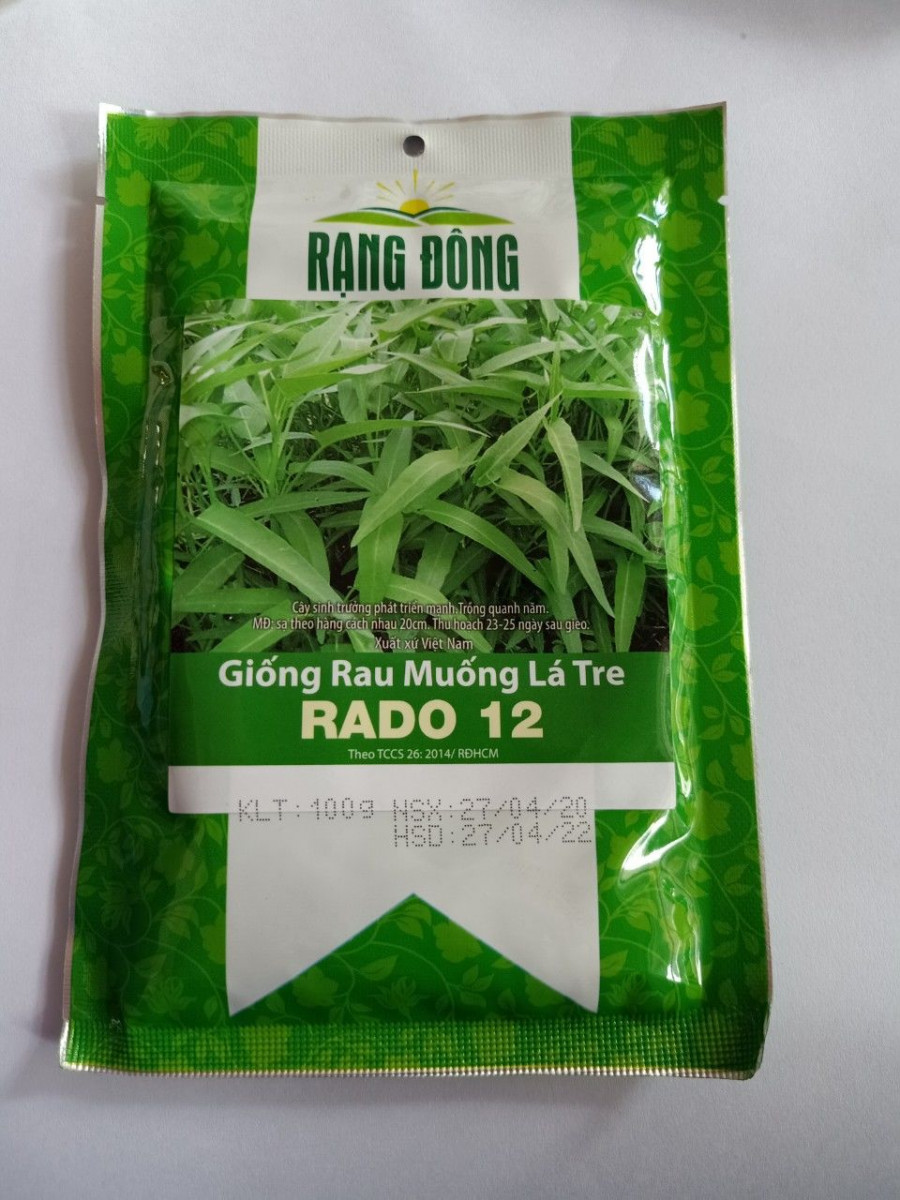 RẠNG ĐÔNG
Cây sinh trưởng phát triển mạnh.Trồng quanh năm.
MĐ: sạ theo hàng cách nhau 20cm. Thu hoạch 23-25 ngày sau gieo.
Xuất xứ Việt Nam
Giống Rau Muống Lá Tre
RADO 12
Theo TCCS 26: 2014/ RĐHCM
KLT:100g NSX:27/04/20
HSD:27/04/22